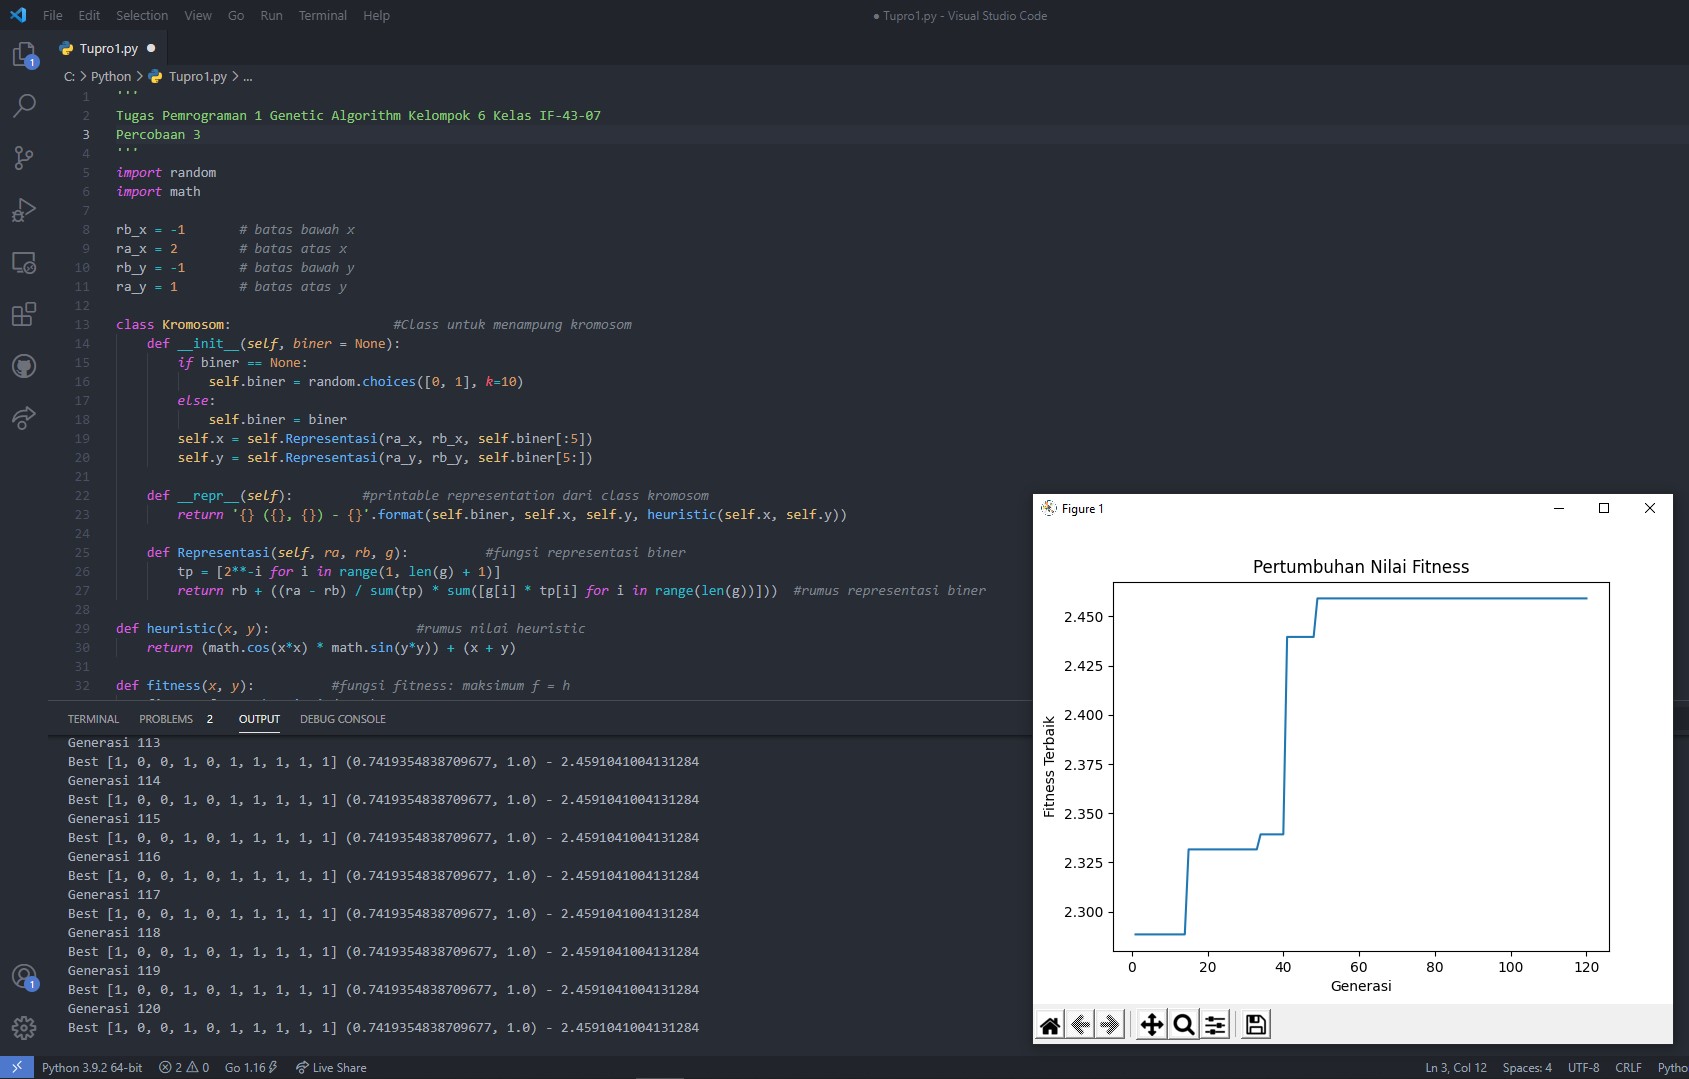 File Edit Selection View Go Run Terminal Help
● Tupro1.py - Visual Studio Code
Tupro1.py ●
C: > Python > Tupro1.py > ...
1 '''
2 Tugas Pemrograman 1 Genetic Algorithm Kelompok 6 Kelas IF-43-07
3 Percobaan 3
4 '''
5 import random
6 import math
7
8 rb_x = -1       # batas bawah x
9 ra_x = 2        # batas atas x
10 rb_y = -1       # batas bawah y
11 ra_y = 1        # batas atas y
12
13 class Kromosom:                     #Class untuk menampung kromosom
14     def __init__(self, biner = None):
15         if biner == None:
16             self.biner = random.choices([0, 1], k=10)
17         else:
18             self.biner = biner
19         self.x = self.Representasi(ra_x, rb_x, self.biner[:5])
20         self.y = self.Representasi(ra_y, rb_y, self.biner[5:])
21
22     def __repr__(self):         #printable representation dari class kromosom
23         return '{} ({}, {}) - {}'.format(self.biner, self.x, self.y, heuristic(self.x, self.y))
24
25     def Representasi(self, ra, rb, g):          #fungsi representasi biner
26         tp = [2**-i for i in range(1, len(g) + 1)]
27         return rb + ((ra - rb) / sum(tp) * sum([g[i] * tp[i] for i in range(len(g))]))  #rumus representasi biner
28
29 def heuristic(x, y):                   #rumus nilai heuristic
30     return (math.cos(x*x) * math.sin(y*y)) + (x + y)
31
32 def fitness(x, y):          #fungsi fitness: maksimum f = h
TERMINAL PROBLEMS 2 OUTPUT DEBUG CONSOLE
Generasi 113
Best [1, 0, 0, 1, 0, 1, 1, 1, 1, 1] (0.7419354838709677, 1.0) - 2.4591041004131284
Generasi 114
Best [1, 0, 0, 1, 0, 1, 1, 1, 1, 1] (0.7419354838709677, 1.0) - 2.4591041004131284
Generasi 115
Best [1, 0, 0, 1, 0, 1, 1, 1, 1, 1] (0.7419354838709677, 1.0) - 2.4591041004131284
Generasi 116
Best [1, 0, 0, 1, 0, 1, 1, 1, 1, 1] (0.7419354838709677, 1.0) - 2.4591041004131284
Generasi 117
Best [1, 0, 0, 1, 0, 1, 1, 1, 1, 1] (0.7419354838709677, 1.0) - 2.4591041004131284
Generasi 118
Best [1, 0, 0, 1, 0, 1, 1, 1, 1, 1] (0.7419354838709677, 1.0) - 2.4591041004131284
Generasi 119
Best [1, 0, 0, 1, 0, 1, 1, 1, 1, 1] (0.7419354838709677, 1.0) - 2.4591041004131284
Generasi 120
Best [1, 0, 0, 1, 0, 1, 1, 1, 1, 1] (0.7419354838709677, 1.0) - 2.4591041004131284
Figure 1
Pertumbuhan Nilai Fitness
Fitness Terbaik
2.450
2.425
2.400
2.375
2.350
2.325
2.300
0 20 40 60 80 100 120
Generasi
1
1
Python 3.9.2 64-bit 2 0 Go 1.16 Live Share
Ln 3, Col 12 Spaces: 4 UTF-8 CRLF Pytho